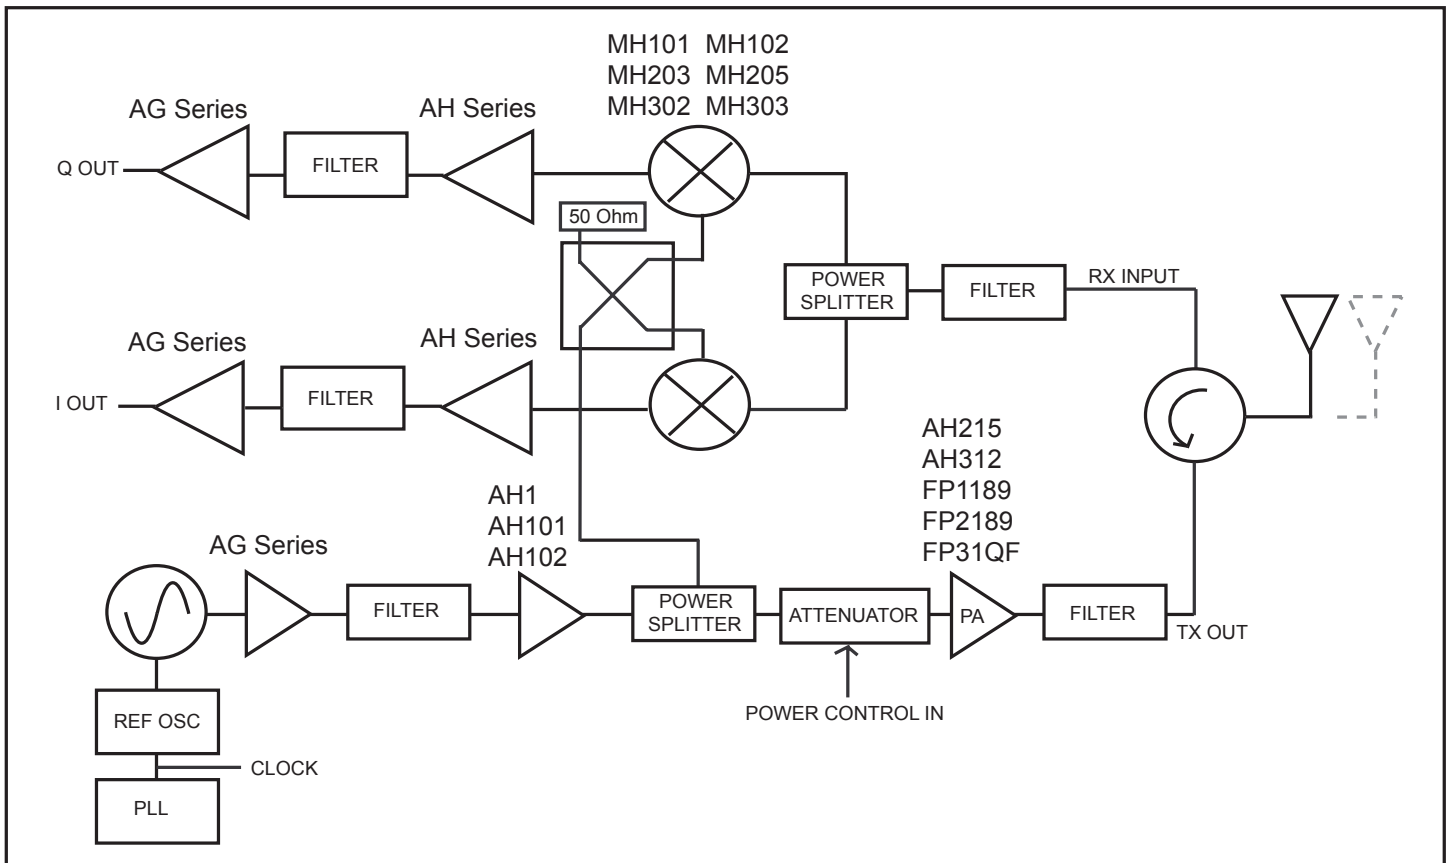 MH101 MH102
MH203 MH205
MH302 MH303
AG Series
AH Series
Q OUT
FILTER
50 Ohm
POWER
SPLITTER
FILTER
RX INPUT
AG Series
AH Series
I OUT
FILTER
AH215
AH312
FP1189
FP2189
FP31QF
AH1
AH101
AH102
AG Series
FILTER
POWER
SPLITTER
ATTENUATOR
PA
FILTER
TX OUT
POWER CONTROL IN
REF OSC
CLOCK
PLL